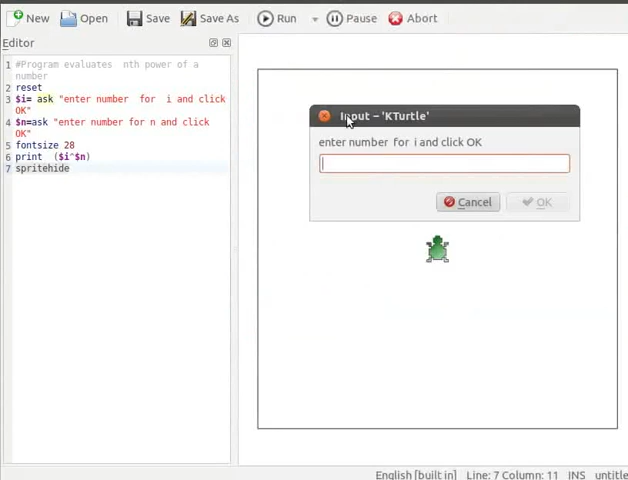 New Open Save Save As Run Pause Abort
Editor
1 #Program evaluates  nth power of a
number
2 reset
3 $i= ask "enter number  for  i and click
OK"
4 $n=ask "enter number for n and click
OK"
5 fontsize 28
6 print  ($i^$n)
7 spritehide
Input – 'KTurtle'
enter number  for  i and click OK
Cancel OK
English [built in] Line: 7 Column: 11 INS untitle